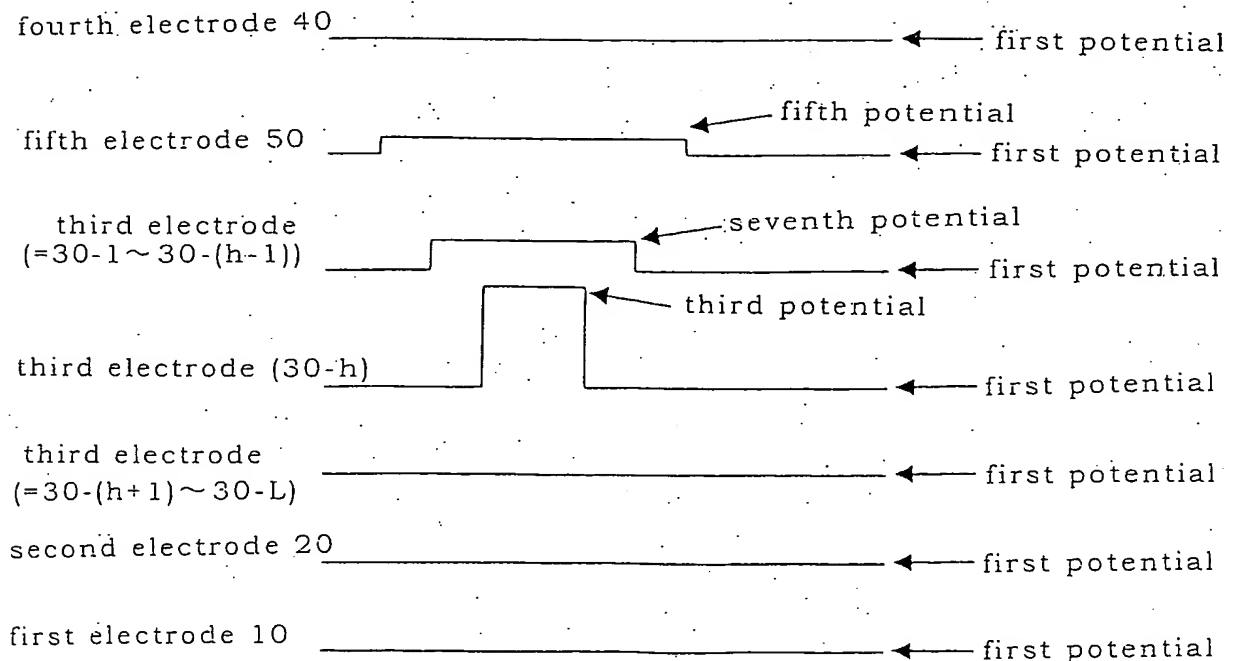 fourth electrode 40
first potential
fifth potential
fifth electrode 50
first potential
third electrode
(=30-1~30-(h-1))
seventh potential
first potential
third potential
third electrode (30-h)
first potential
third electrode
(=30-(h+1)~30-L)
first potential
second electrode 20
first potential
first electrode 10
first potential